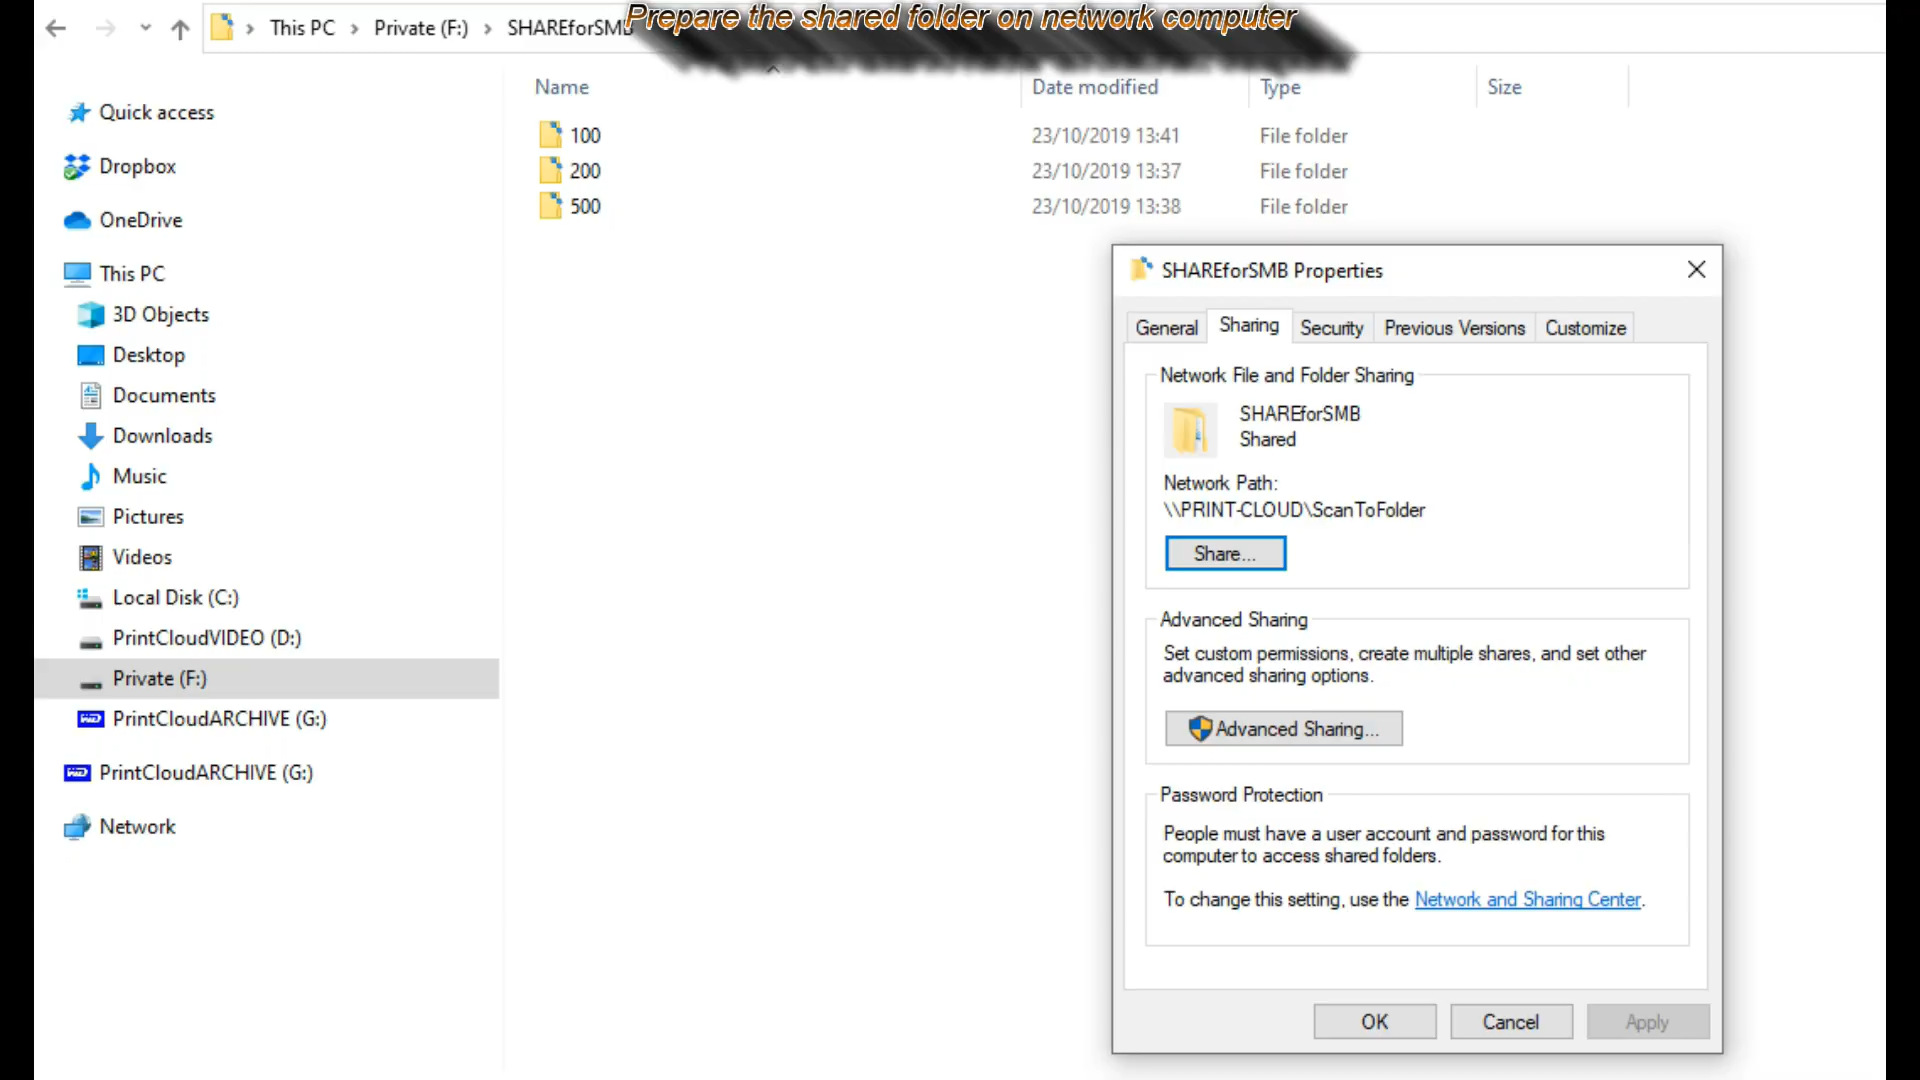 Prepare the shared folder on network computer
This PC > Private (F:) > SHAREforSMB
Name Date modified Type Size
100 23/10/2019 13:41 File folder
200 23/10/2019 13:37 File folder
500 23/10/2019 13:38 File folder
Quick access
Dropbox
OneDrive
This PC
3D Objects
Desktop
Documents
Downloads
Music
Pictures
Videos
Local Disk (C:)
PrintCloudVIDEO (D:)
Private (F:)
PrintCloudARCHIVE (G:)
PrintCloudARCHIVE (G:)
Network
SHAREforSMB Properties
General Sharing Security Previous Versions Customize
Network File and Folder Sharing
SHAREforSMB
Shared
Network Path:
\\PRINT-CLOUD\ScanToFolder
Share...
Advanced Sharing
Set custom permissions, create multiple shares, and set other
advanced sharing options.
Advanced Sharing...
Password Protection
People must have a user account and password for this
computer to access shared folders.
To change this setting, use the Network and Sharing Center.
OK Cancel Apply